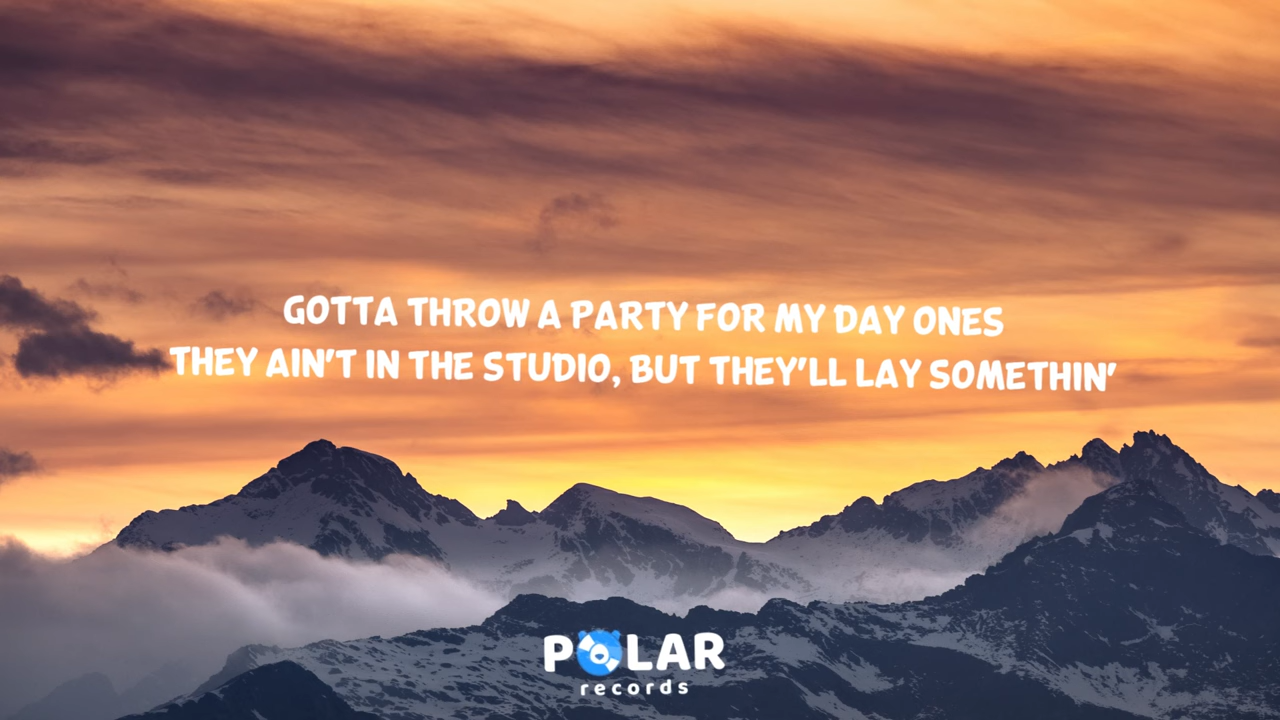 GOTTA THROW A PARTY FOR MY DAY ONES
THEY AIN'T IN THE STUDIO, BUT THEY'LL LAY SOMETHIN'
POLAR
records